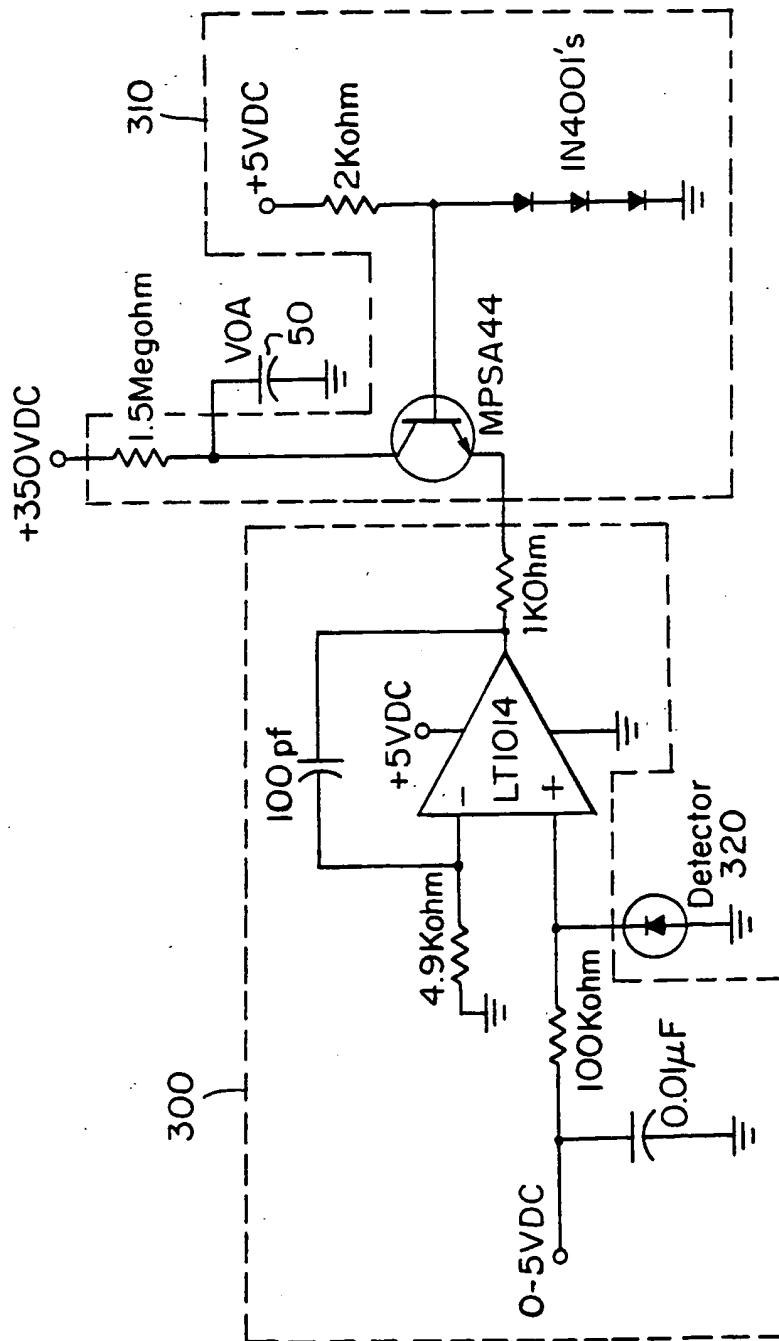 310
+350VDC
+5VDC
1.5Megohm
2Kohm
VOA
50
1N4001's
MPSA44
1KOhm
100pf
+5VDC
LT1014
-
+
4.9Kohm
Detector
320
100Kohm
300
0.01µF
0-5VDC